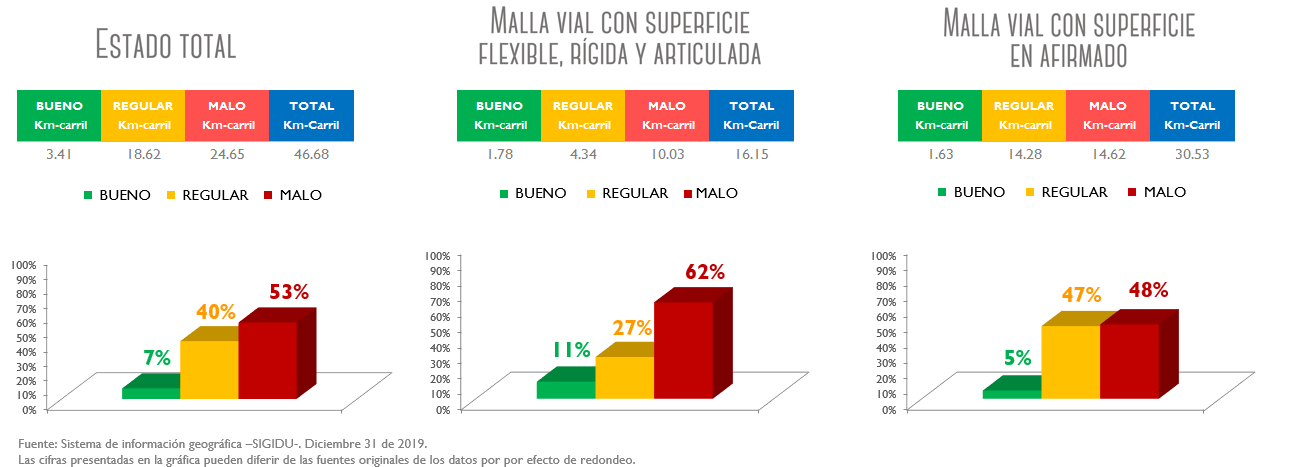 ESTADO TOTAL
BUENO REGULAR MALO TOTAL
Km-carril Km-carril Km-carril Km-Carril
3.41 18.62 24.65 46.68
BUENO REGULAR MALO
100%
90%
80%
70%
60%
50%
40%
30%
20%
10%
0%
7%
40%
53%
MALLA VIAL CON SUPERFICIE
FLEXIBLE, RÍGIDA Y ARTICULADA
BUENO REGULAR MALO TOTAL
Km-carril Km-carril Km-carril Km-Carril
1.78 4.34 10.03 16.15
BUENO REGULAR MALO
100%
90%
80%
70%
60%
50%
40%
30%
20%
10%
0%
11%
27%
62%
MALLA VIAL CON SUPERFICIE
EN AFIRMADO
BUENO REGULAR MALO TOTAL
Km-carril Km-carril Km-Carril Km-Carril
1.63 14.28 14.62 30.53
BUENO REGULAR MALO
100%
90%
80%
70%
60%
50%
40%
30%
20%
10%
0%
5%
47%
48%
Fuente: Sistema de información geográfica –SIGIDU-. Diciembre 31 de 2019.
Las cifras presentadas en la gráfica pueden diferir de las fuentes originales de los datos por por efecto de redondeo.